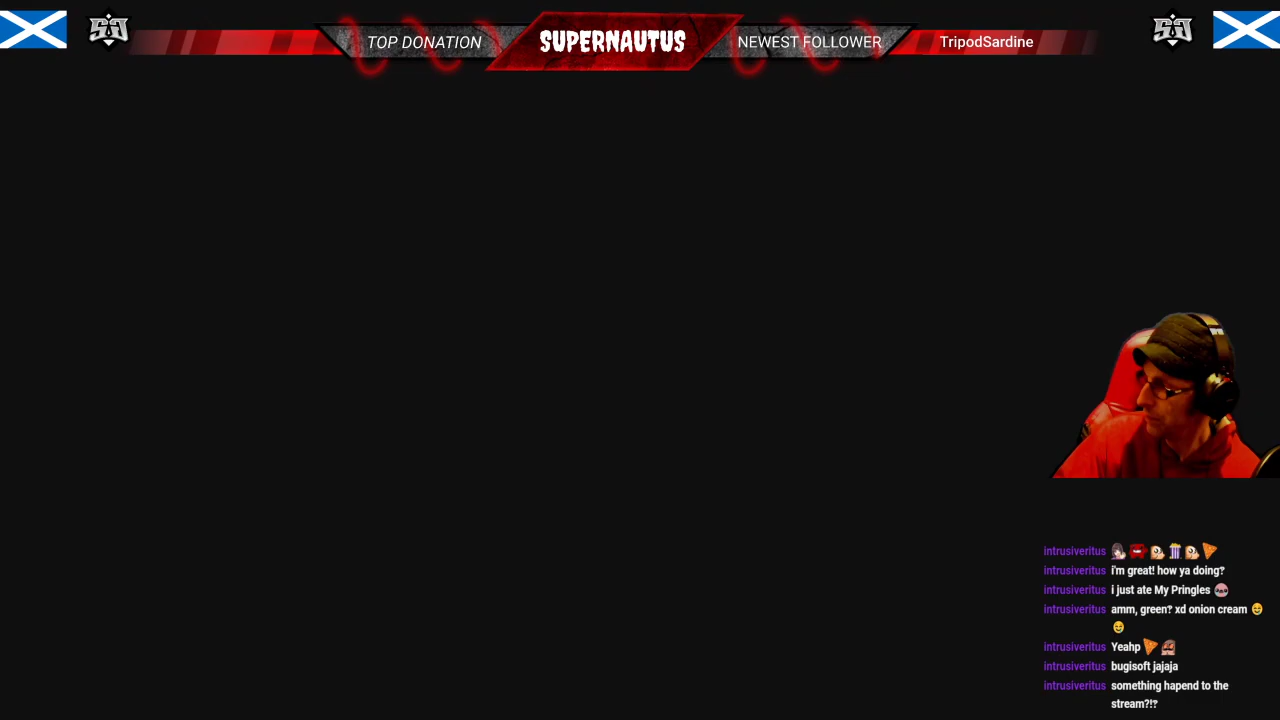 TOP DONATION
SUPERNAUTUS
NEWEST FOLLOWER
TripodSardine
intrusiveritus
intrusiveritus i'm great! how ya doing?
intrusiveritus i just ate My Pringles
intrusiveritus amm, green? xd onion cream
intrusiveritus Yeahp
intrusiveritus bugisoft jajaja
intrusiveritus something hapend to the
stream?!?